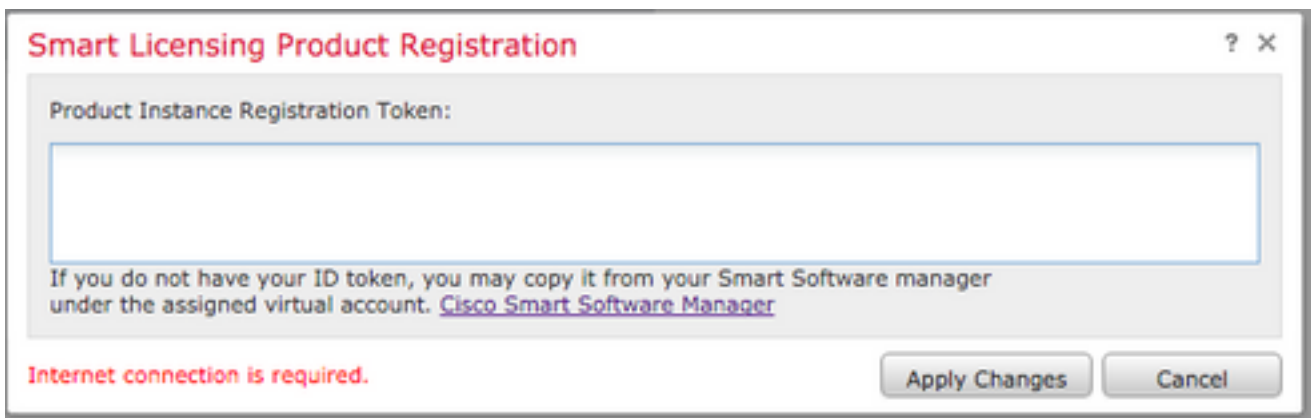 Smart Licensing Product Registration
? ×
Product Instance Registration Token:
If you do not have your ID token, you may copy it from your Smart Software manager
under the assigned virtual account. Cisco Smart Software Manager
Internet connection is required.
Apply Changes
Cancel